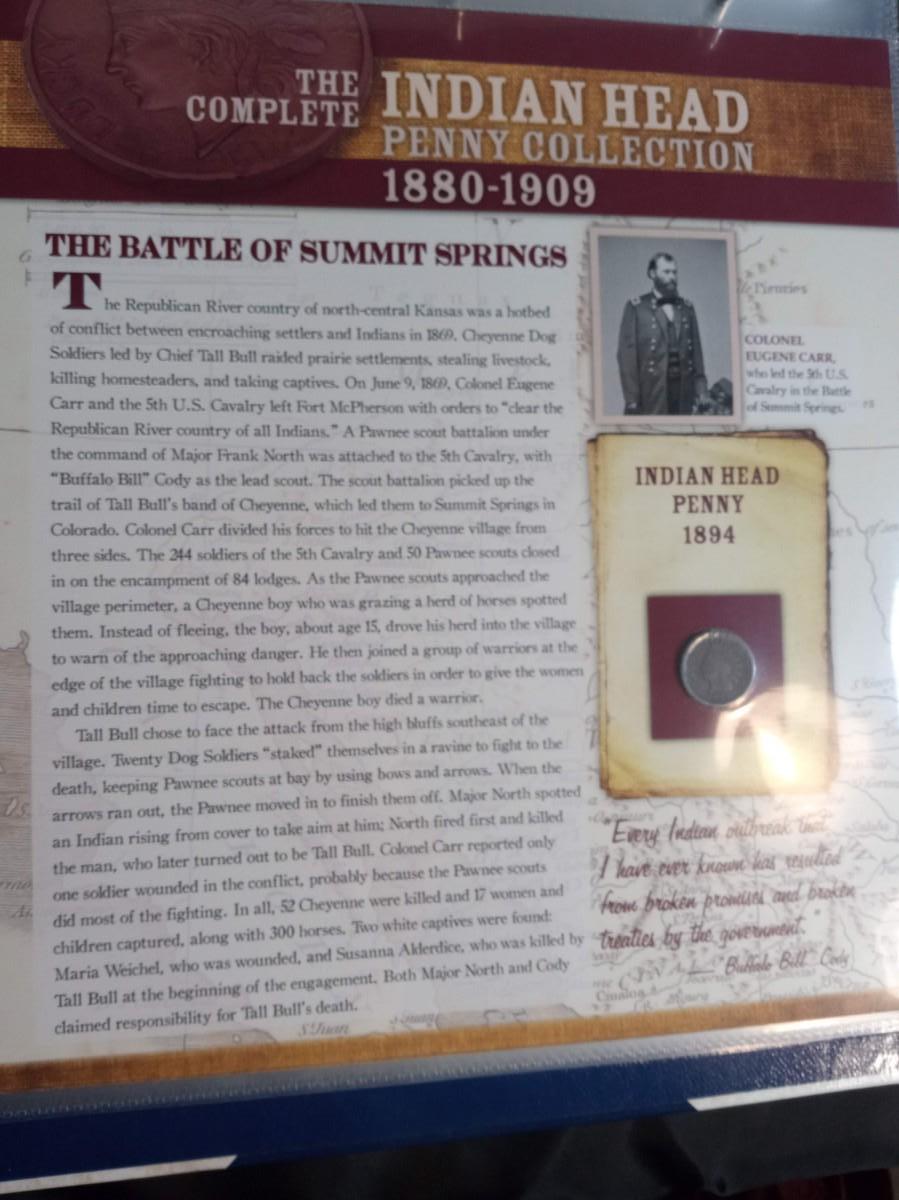 THE
COMPLETE
INDIAN HEAD
PENNY COLLECTION
1880-1909
THE BATTLE OF SUMMIT SPRINGS
The Republican River country of north-central Kansas was a hotbed
of conflict between encroaching settlers and Indians in 1869. Cheyenne Dog
Soldiers led by Chief Tall Bull raided prairie settlements, stealing livestock,
killing homesteaders, and taking captives. On June 9, 1869, Colonel Eugene
Carr and the 5th U.S. Cavalry left Fort McPherson with orders to "clear the
Republican River country of all Indians." A Pawnee scout battalion under
the command of Major Frank North was attached to the 5th Cavalry, with
"Buffalo Bill" Cody as the lead scout. The scout battalion picked up the
trail of Tall Bull's band of Cheyenne, which led them to Summit Springs in
Colorado. Colonel Carr divided his forces to hit the Cheyenne village from
three sides. The 244 soldiers of the 5th Cavalry and 50 Pawnee scouts closed
in on the encampment of 84 lodges. As the Pawnee scouts approached the
village perimeter, a Cheyenne boy who was grazing a herd of horses spotted
them. Instead of fleeing, the boy, about age 15, drove his herd into the village
to warn of the approaching danger. He then joined a group of warriors at the
edge of the village fighting to hold back the soldiers in order to give the women
and children time to escape. The Cheyenne boy died a warrior.
Tall Bull chose to face the attack from the high bluffs southeast of the
village. Twenty Dog Soldiers "staked" themselves in a ravine to fight to the
death, keeping Pawnee scouts at bay by using bows and arrows. When the
arrows ran out, the Pawnee moved in to finish them off. Major North spotted
an Indian rising from cover to take aim at him; North fired first and killed
the man, who later turned out to be Tall Bull. Colonel Carr reported only
one soldier wounded in the conflict, probably because the Pawnee scouts
did most of the fighting. In all, 52 Cheyenne were killed and 17 women and
children captured, along with 300 horses. Two white captives were found:
Maria Weichel, who was wounded, and Susanna Alderdice, who was killed by
Tall Bull at the beginning of the engagement. Both Major North and Cody
claimed responsibility for Tall Bull's death.
COLONEL
EUGENE CARR,
who led the 5th U.S.
Cavalry in the Battle
of Summit Springs.
INDIAN HEAD
PENNY
1894
"Every Indian outbreak that
I have ever known has resulted
from broken promises and broken
treaties by the government."
— "Buffalo Bill" Cody
S. Juan
Cinaloa